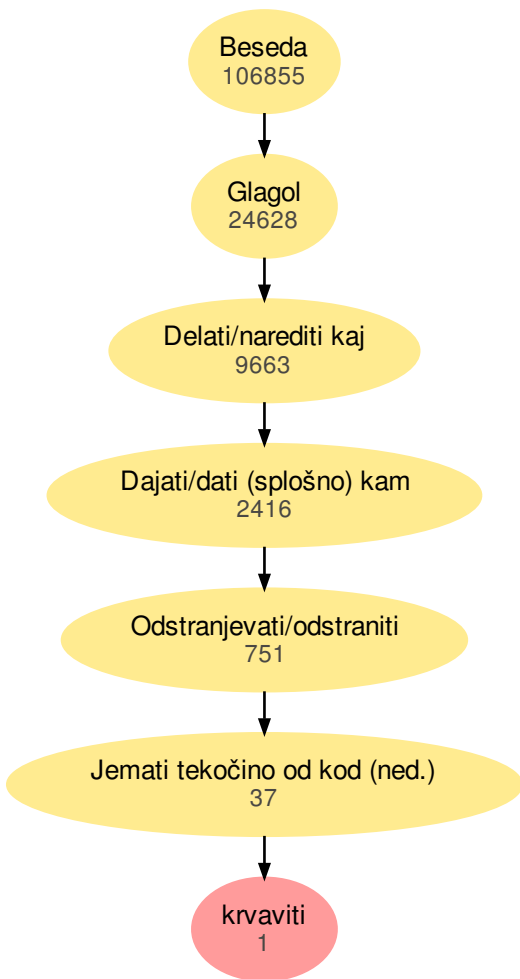 Beseda
106855
Glagol
24628
Delati/narediti kaj
9663
Dajati/dati (splošno) kam
2416
Odstranjevati/odstraniti
751
Jemati tekočino od kod (ned.)
37
krvaviti
1